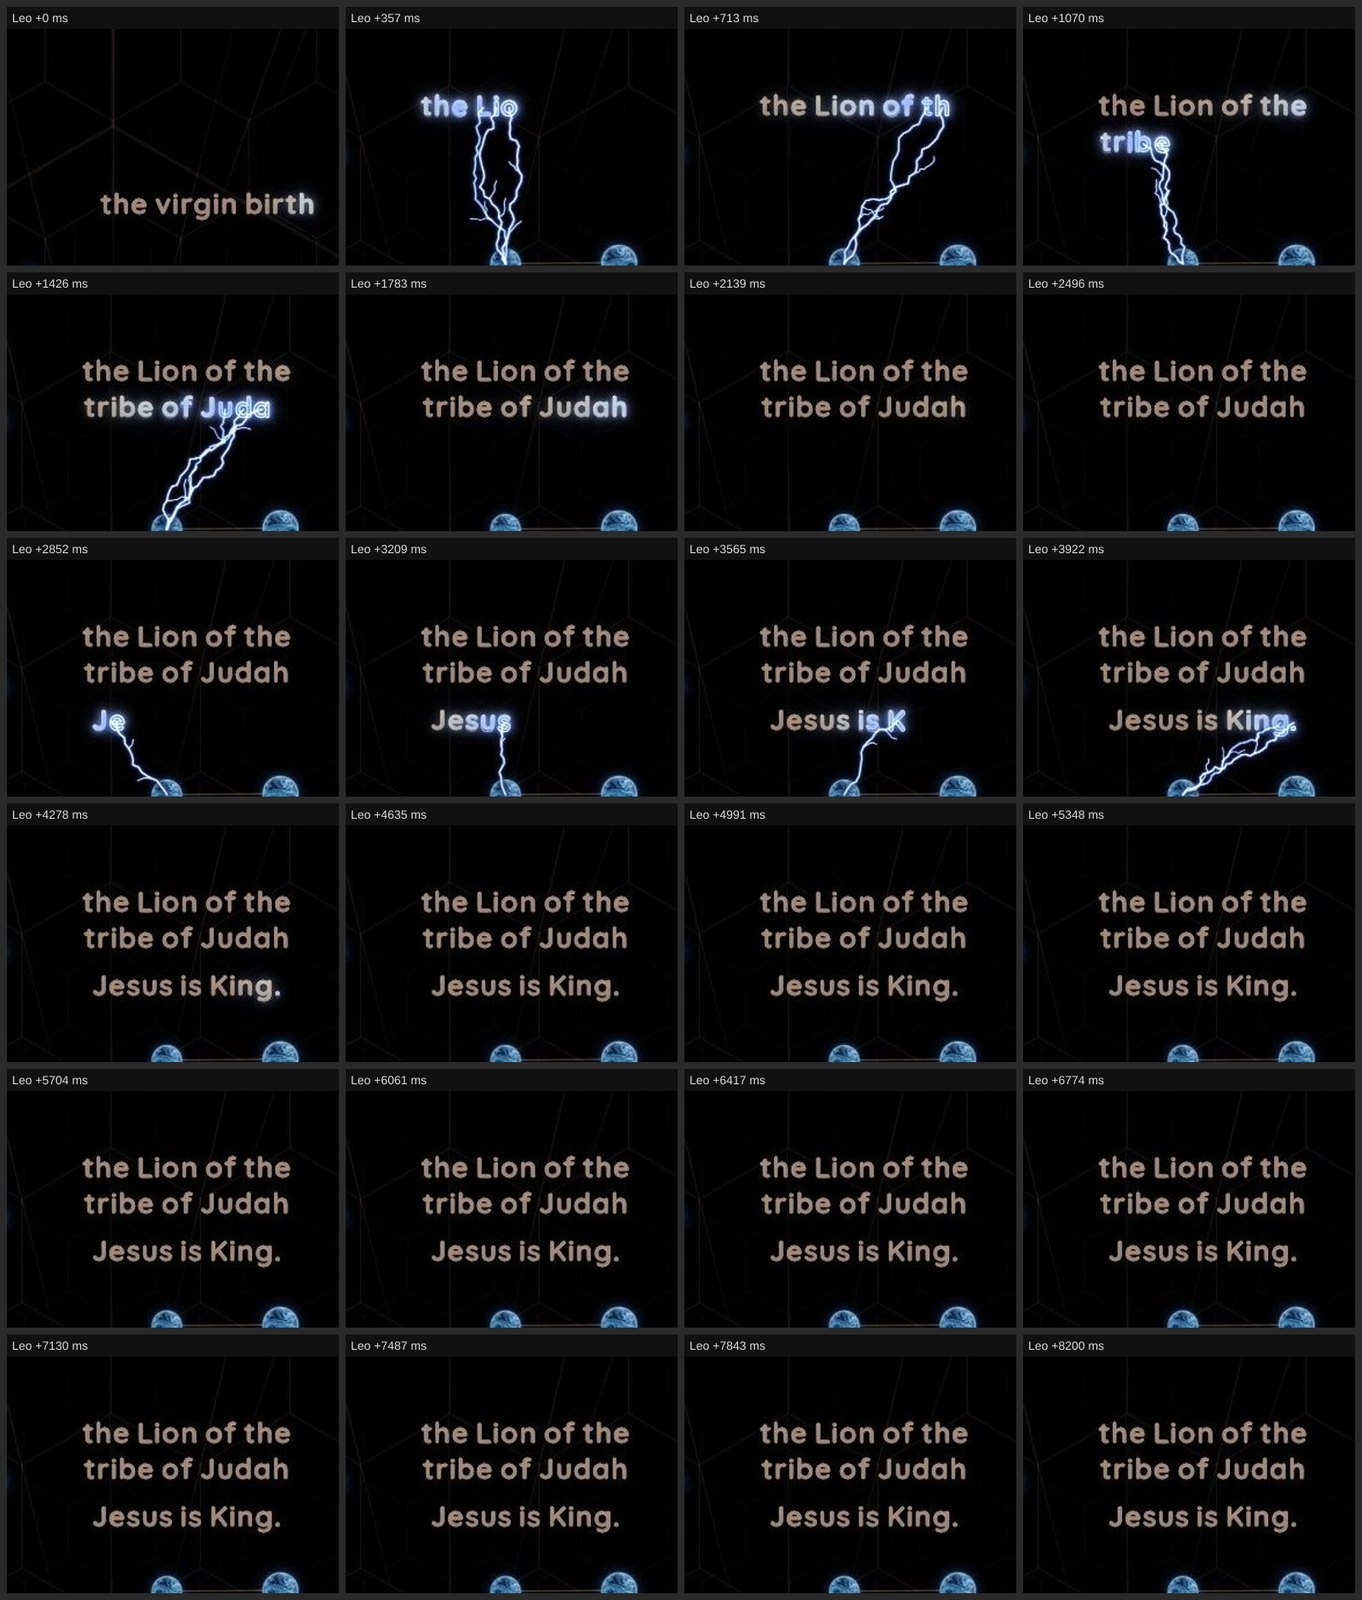 Leo +0 ms
Leo +357 ms
Leo +713 ms
Leo +1070 ms
the virgin birth
the Lio
the Lion of th
the Lion of the
tribe
Leo +1426 ms
Leo +1783 ms
Leo +2139 ms
Leo +2496 ms
the Lion of the
tribe of Juda
the Lion of the
tribe of Judah
the Lion of the
tribe of Judah
the Lion of the
tribe of Judah
Leo +2852 ms
Leo +3209 ms
Leo +3565 ms
Leo +3922 ms
the Lion of the
tribe of Judah
Je
the Lion of the
tribe of Judah
Jesus
the Lion of the
tribe of Judah
Jesus is K
the Lion of the
tribe of Judah
Jesus is King.
Leo +4278 ms
Leo +4635 ms
Leo +4991 ms
Leo +5348 ms
the Lion of the
tribe of Judah
Jesus is King.
the Lion of the
tribe of Judah
Jesus is King.
the Lion of the
tribe of Judah
Jesus is King.
the Lion of the
tribe of Judah
Jesus is King.
Leo +5704 ms
Leo +6061 ms
Leo +6417 ms
Leo +6774 ms
the Lion of the
tribe of Judah
Jesus is King.
the Lion of the
tribe of Judah
Jesus is King.
the Lion of the
tribe of Judah
Jesus is King.
the Lion of the
tribe of Judah
Jesus is King.
Leo +7130 ms
Leo +7487 ms
Leo +7843 ms
Leo +8200 ms
the Lion of the
tribe of Judah
Jesus is King.
the Lion of the
tribe of Judah
Jesus is King.
the Lion of the
tribe of Judah
Jesus is King.
the Lion of the
tribe of Judah
Jesus is King.